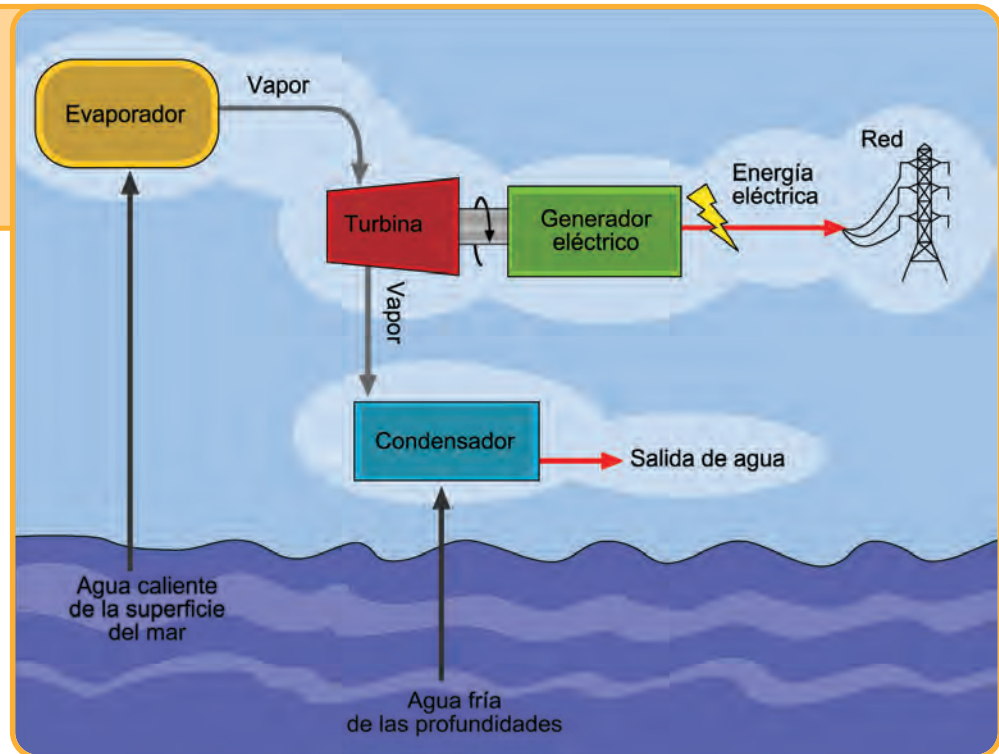 Evaporador
Vapor
Turbina
Generador
eléctrico
Energía
eléctrica
Red
Vapor
Condensador
Salida de agua
Agua caliente
de la superficie
del mar
Agua fría
de las profundidades